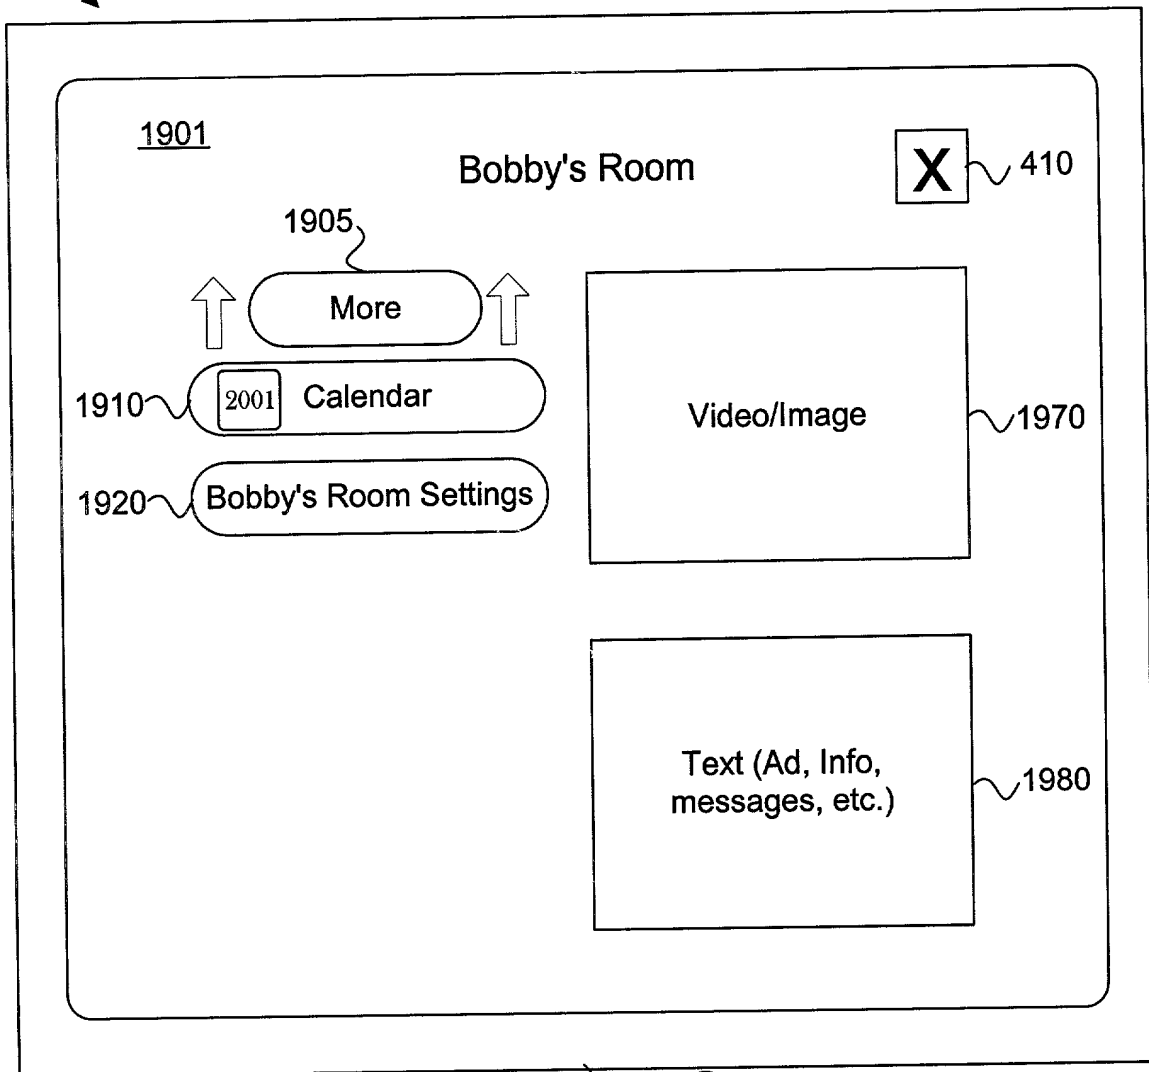 1901
Bobby's Room
X
410
1905
More
1910
2001 Calendar
Video/Image
1970
1920
Bobby's Room Settings
Text (Ad, Info,
messages, etc.)
1980